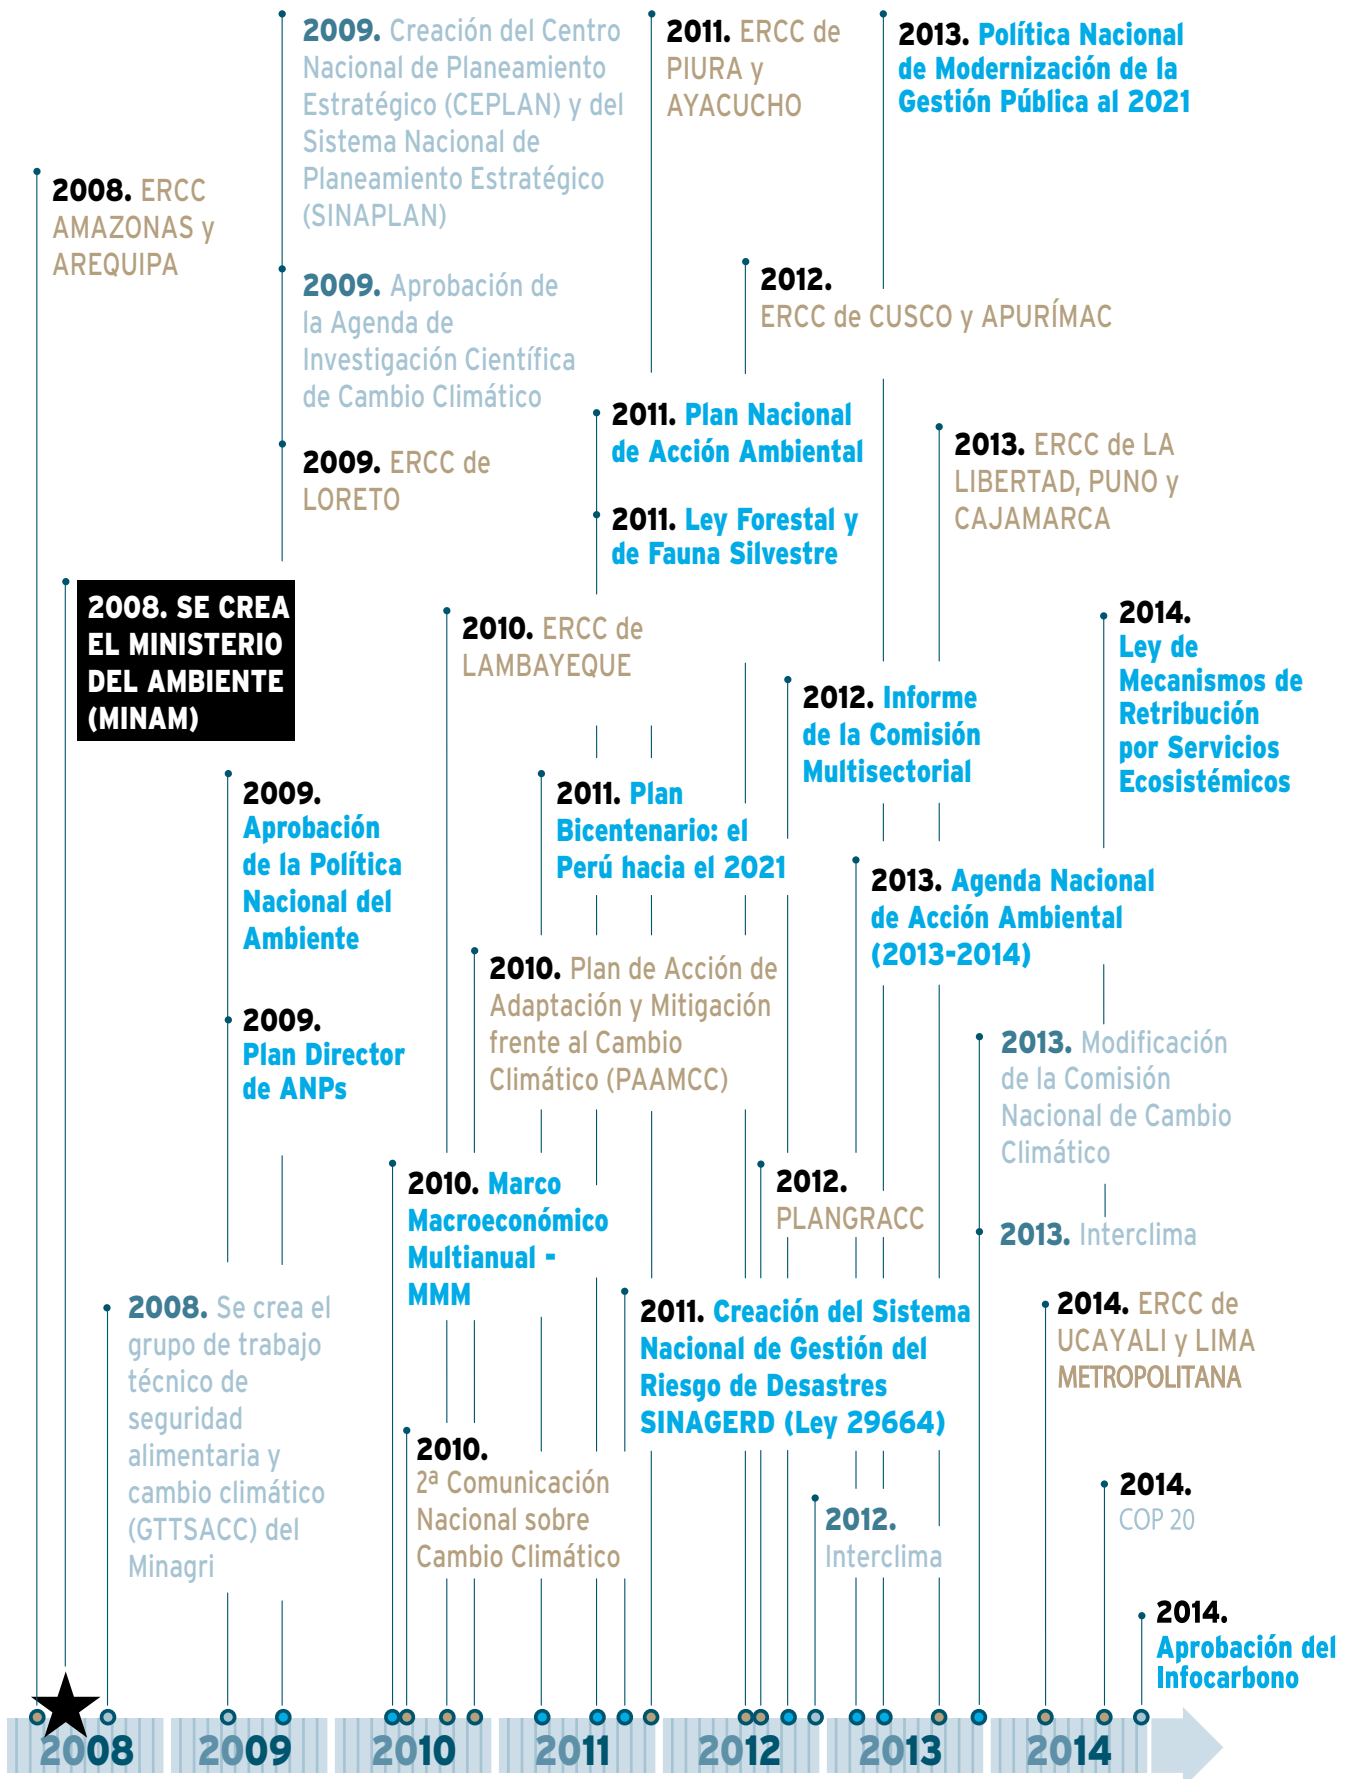 2009. Creación del Centro
Nacional de Planeamiento
Estratégico (CEPLAN) y del
Sistema Nacional de
Planeamiento Estratégico
(SINAPLAN)
2011. ERCC de
PIURA y
AYACUCHO
2013. Política Nacional
de Modernización de la
Gestión Pública al 2021
2008. ERCC
AMAZONAS y
AREQUIPA
2009. Aprobación de
la Agenda de
Investigación Científica
de Cambio Climático
2012.
ERCC de CUSCO y APURÍMAC
2011. Plan Nacional
de Acción Ambiental
2013. ERCC de LA
LIBERTAD, PUNO y
CAJAMARCA
2009. ERCC de
LORETO
2011. Ley Forestal y
de Fauna Silvestre
2008. SE CREA
EL MINISTERIO
DEL AMBIENTE
(MINAM)
2010. ERCC de
LAMBAYEQUE
2014.
Ley de
Mecanismos de
Retribución
por Servicios
Ecosistémicos
2012. Informe
de la Comisión
Multisectorial
2009.
Aprobación
de la Política
Nacional del
Ambiente
2011. Plan
Bicentenario: el
Perú hacia el 2021
2013. Agenda Nacional
de Acción Ambiental
(2013-2014)
2010. Plan de Acción de
Adaptación y Mitigación
frente al Cambio
Climático (PAAMCC)
2009.
Plan Director
de ANPs
2013. Modificación
de la Comisión
Nacional de Cambio
Climático
2010. Marco
Macroeconómico
Multianual -
MMM
2012.
PLANGRACC
2013. Interclima
2008. Se crea el
grupo de trabajo
técnico de
seguridad
alimentaria y
cambio climático
(GTTSACC) del
Minagri
2011. Creación del Sistema
Nacional de Gestión del
Riesgo de Desastres
SINAGERD (Ley 29664)
2014. ERCC de
UCAYALI y LIMA
METROPOLITANA
2010.
2ª Comunicación
Nacional sobre
Cambio Climático
2012.
Interclima
2014.
COP 20
2014.
Aprobación del
Infocarbono
2008 2009 2010 2011 2012 2013 2014